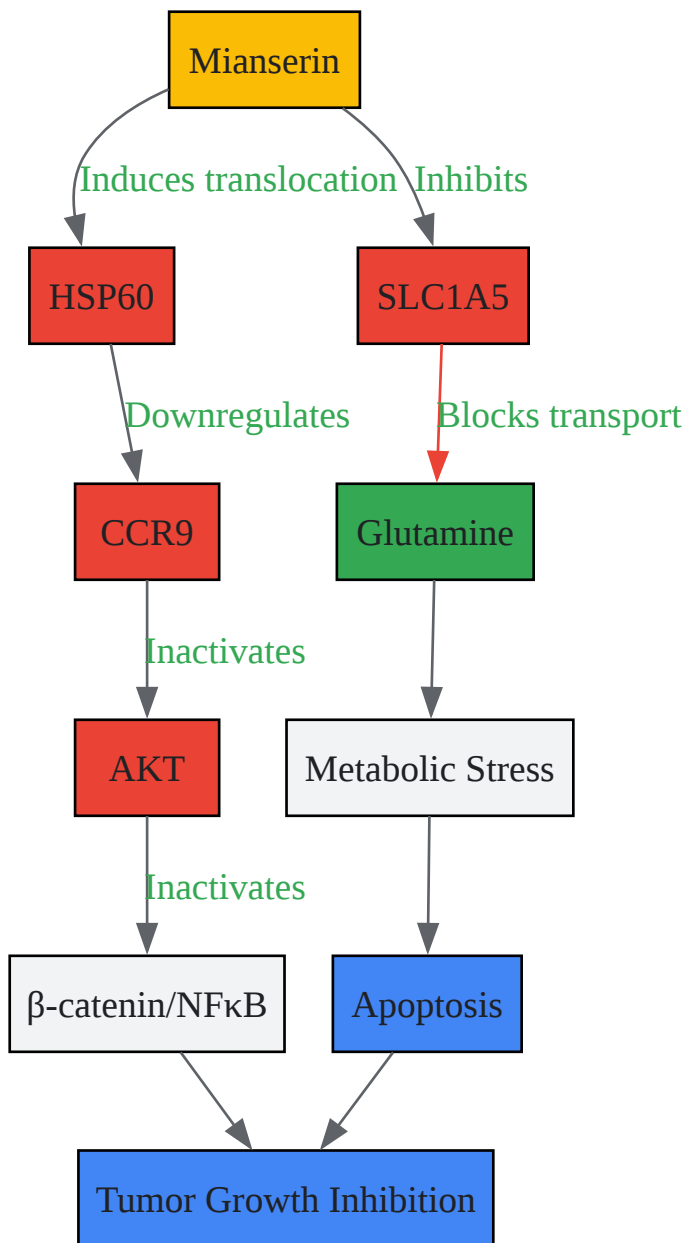 Mianserin
Induces translocation
Inhibits
HSP60
SLC1A5
Downregulates
Blocks transport
CCR9
Glutamine
Inactivates
AKT
Metabolic Stress
Inactivates
β-catenin/NFκB
Apoptosis
Tumor Growth Inhibition